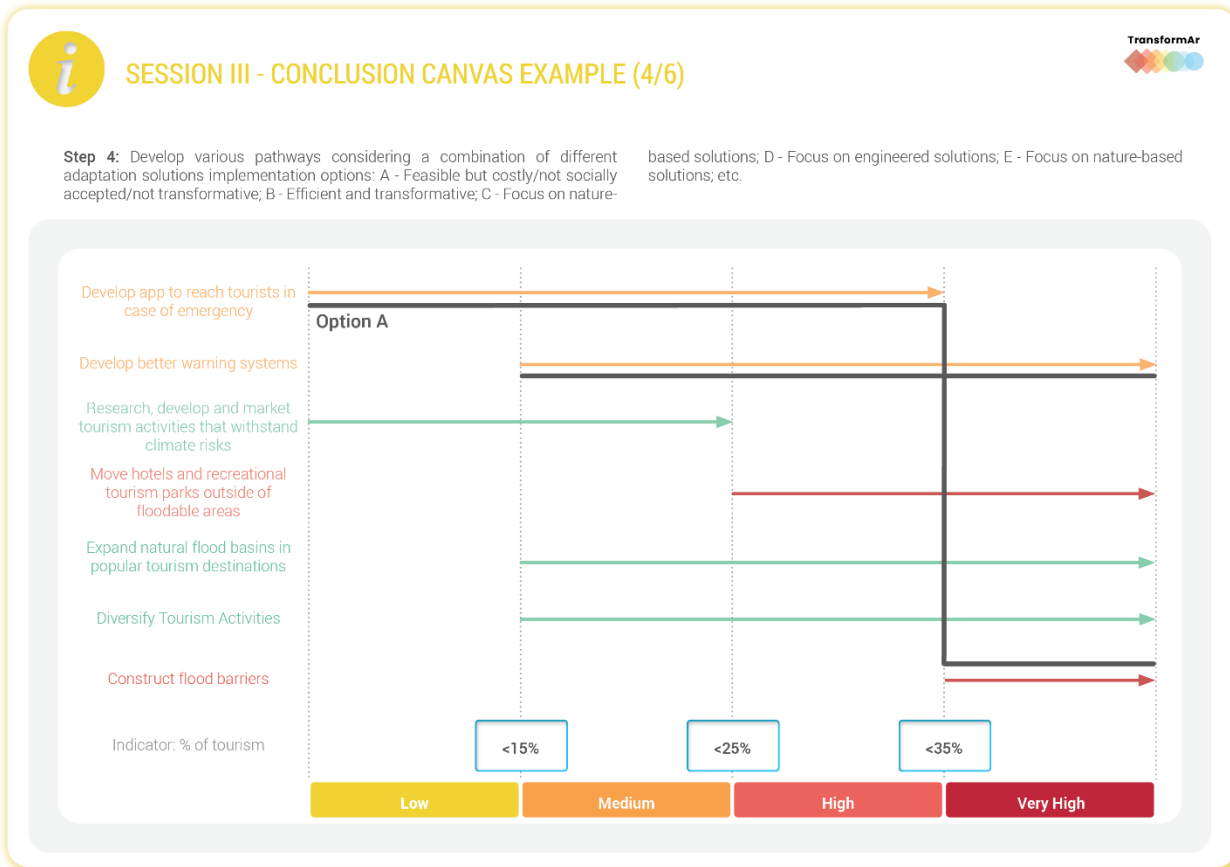 TransformAr
i
SESSION III - CONCLUSION CANVAS EXAMPLE (4/6)
Step 4: Develop various pathways considering a combination of different
adaptation solutions implementation options: A - Feasible but costly/not socially
accepted/not transformative; B - Efficient and transformative; C - Focus on nature-
based solutions; D - Focus on engineered solutions; E - Focus on nature-based
solutions; etc.
Develop app to reach tourists in
case of emergency
Option A
Develop better warning systems
Research, develop and market
tourism activities that withstand
climate risks
Move hotels and recreational
tourism parks outside of
floodable areas
Expand natural flood basins in
popular tourism destinations
Diversify Tourism Activities
Construct flood barriers
Indicator: % of tourism
<15%
<25%
<35%
Low
Medium
High
Very High